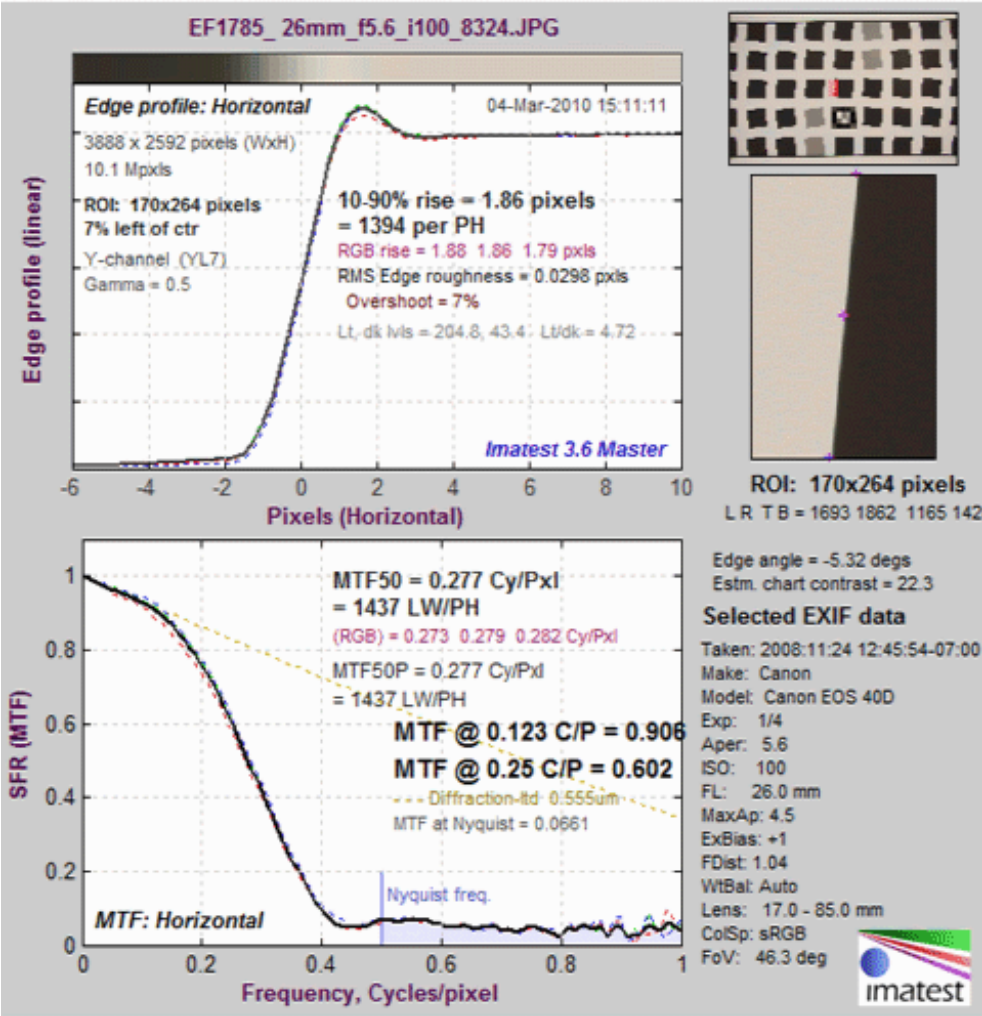 EF1785_ 26mm_f5.6_i100_8324.JPG
Edge profile: Horizontal
04-Mar-2010 15:11:11
3888 x 2592 pixels (WxH)
10.1 Mpxls
ROI: 170x264 pixels
7% left of ctr
Y-channel (YL7)
Gamma = 0.5
10-90% rise = 1.86 pixels
= 1394 per PH
RGB rise = 1.88 1.86 1.79 pxls
RMS Edge roughness = 0.0298 pxls
Overshoot = 7%
Lt, dk lvls = 204.8, 43.4 Lt/dk = 4.72
Imatest 3.6 Master
Edge profile (linear)
-6 -4 -2 0 2 4 6 8 10
Pixels (Horizontal)
ROI: 170x264 pixels
L R T B = 1693 1862 1165 142
MTF50 = 0.277 Cy/Pxl
= 1437 LW/PH
(RGB) = 0.273 0.279 0.282 Cy/Pxl
MTF50P = 0.277 Cy/Pxl
= 1437 LW/PH
MTF @ 0.123 C/P = 0.906
MTF @ 0.25 C/P = 0.602
Diffraction-ltd 0.555um
MTF at Nyquist = 0.0661
Nyquist freq.
MTF: Horizontal
SFR (MTF)
1
0.8
0.6
0.4
0.2
0
0 0.2 0.4 0.6 0.8 1
Frequency, Cycles/pixel
Edge angle = -5.32 degs
Estm. chart contrast = 22.3
Selected EXIF data
Taken: 2008:11:24 12:45:54-07:00
Make: Canon
Model: Canon EOS 40D
Exp: 1/4
Aper: 5.6
ISO: 100
FL: 26.0 mm
MaxAp: 4.5
ExBias: +1
FDist: 1.04
WtBal: Auto
Lens: 17.0 - 85.0 mm
ColSp: sRGB
FoV: 46.3 deg
imatest